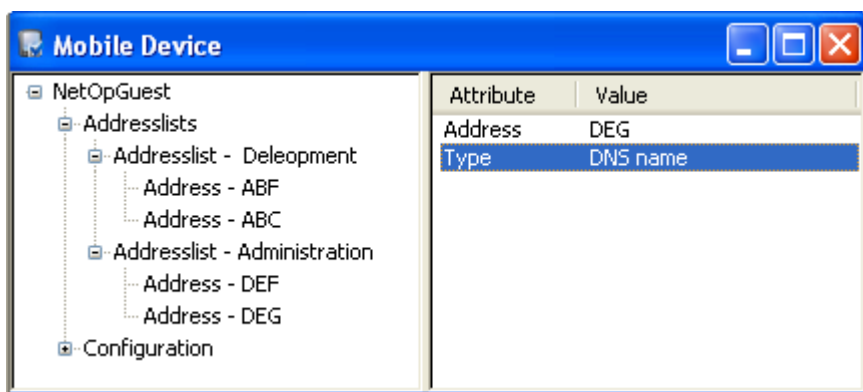 Mobile Device
NetOpGuest
Addresslists
Addresslist - Deleopment
Address - ABF
Address - ABC
Addresslist - Administration
Address - DEF
Address - DEG
Configuration
Attribute Value
Address DEG
Type DNS name